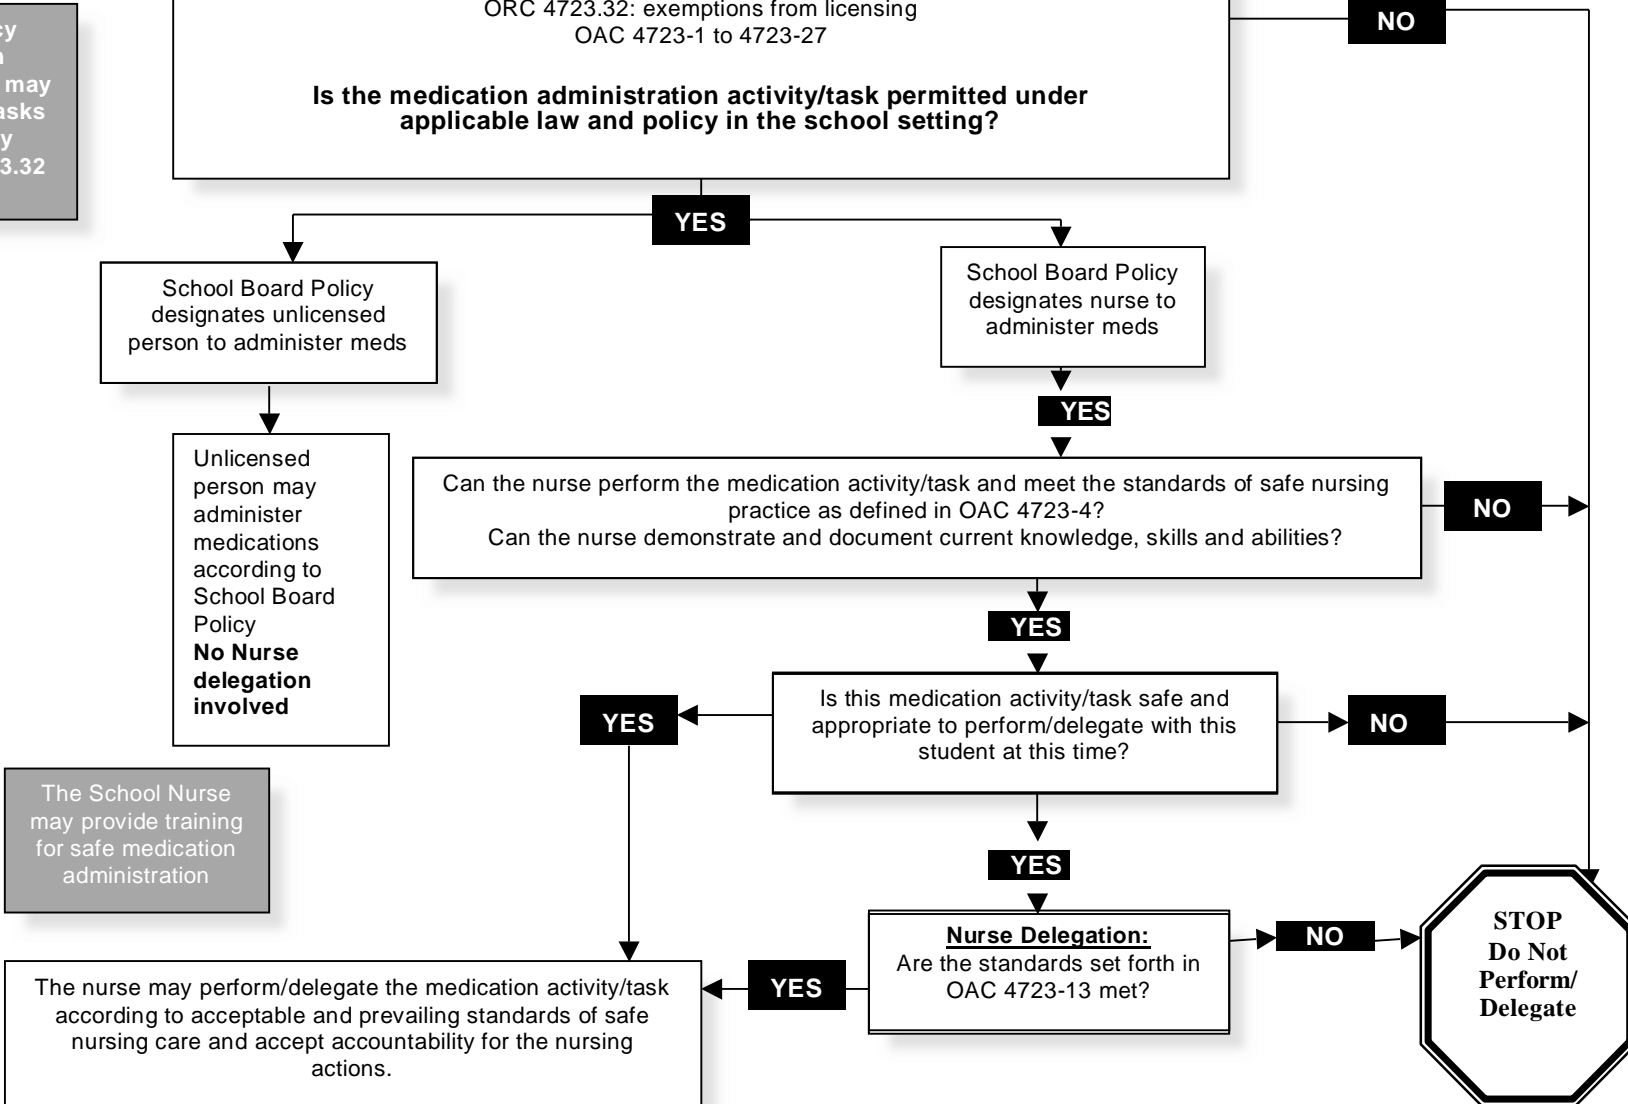 ORC 4723.32: exemptions from licensing
OAC 4723-1 to 4723-27
Is the medication administration activity/task permitted under
applicable law and policy in the school setting?
NO
may
3.32
YES
School Board Policy
designates unlicensed
person to administer meds
School Board Policy
designates nurse to
administer meds
YES
Unlicensed
person may
administer
medications
according to
School Board
Policy
No Nurse
delegation
involved
Can the nurse perform the medication activity/task and meet the standards of safe nursing
practice as defined in OAC 4723-4?
Can the nurse demonstrate and document current knowledge, skills and abilities?
NO
YES
Is this medication activity/task safe and
appropriate to perform/delegate with this
student at this time?
YES
NO
The School Nurse
may provide training
for safe medication
administration
YES
Nurse Delegation:
Are the standards set forth in
OAC 4723-13 met?
NO
YES
STOP
Do Not
Perform/
Delegate
The nurse may perform/delegate the medication activity/task
according to acceptable and prevailing standards of safe
nursing care and accept accountability for the nursing
actions.